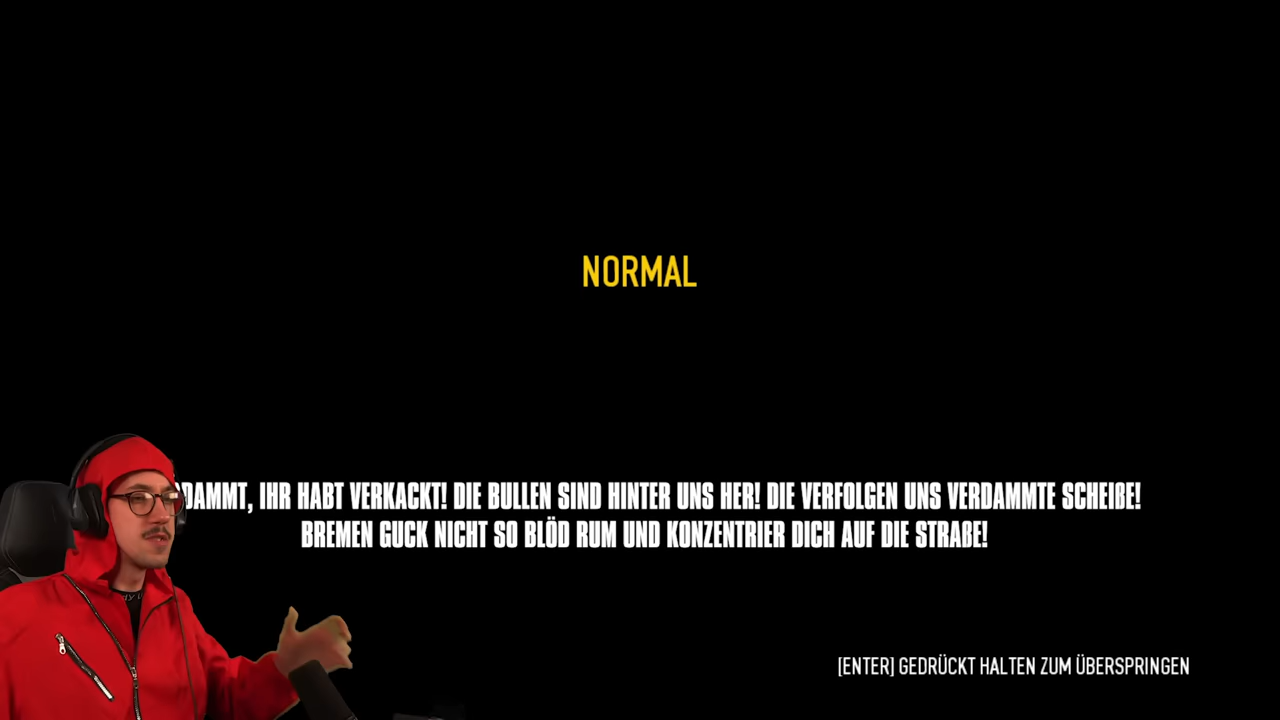 NORMAL
DAMMT, IHR HABT VERKACKT! DIE BULLEN SIND HINTER UNS HER! DIE VERFOLGEN UNS VERDAMMTE SCHEIẞE!
BREMEN GUCK NICHT SO BLÖD RUM UND KONZENTRIER DICH AUF DIE STRAẞE!
[ENTER] GEDRÜCKT HALTEN ZUM ÜBERSPRINGEN